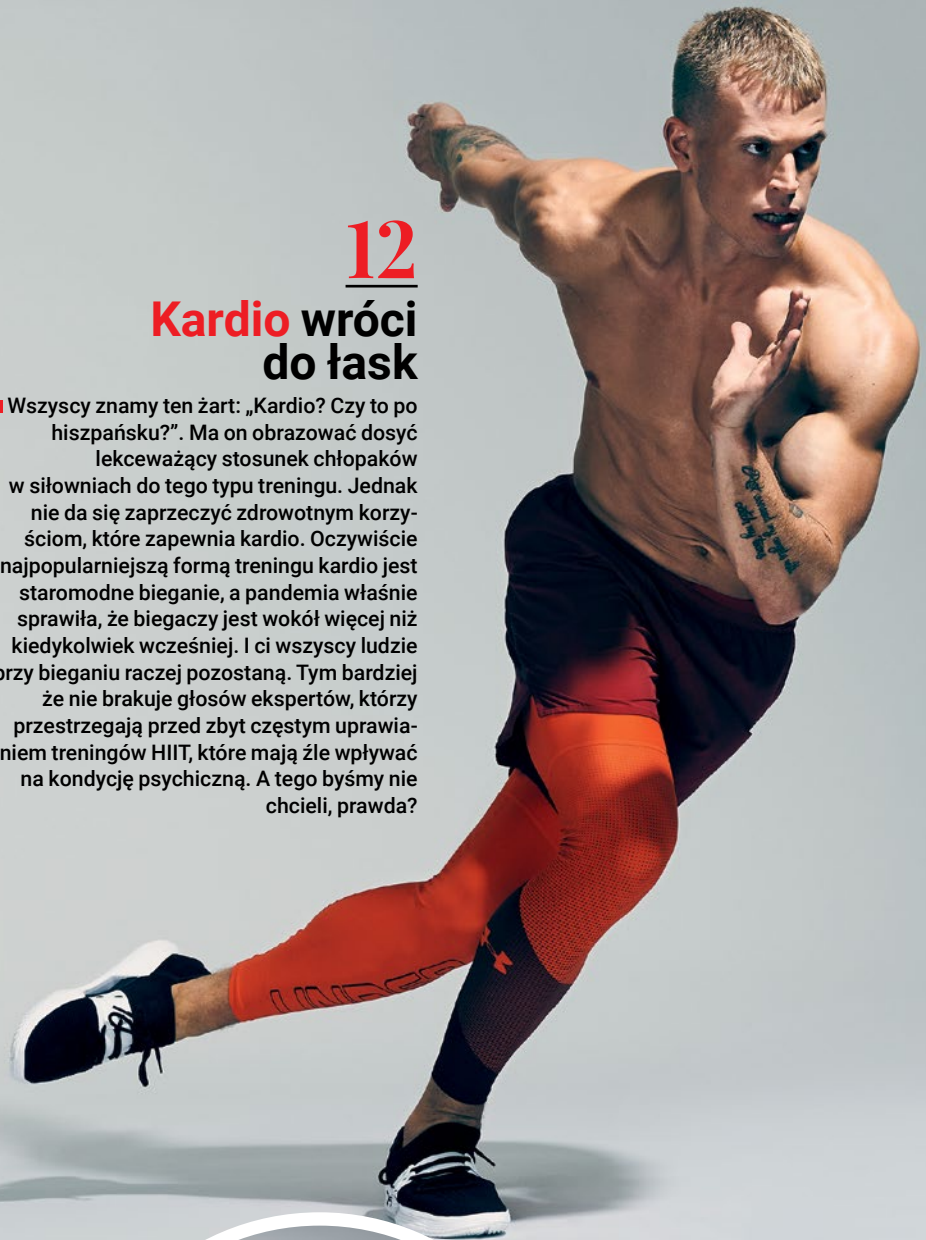 12
Kardio wróci
do łask
Wszyscy znamy ten żart: „Kardio? Czy to po
hiszpańsku?”. Ma on obrazować dosyć
lekceważący stosunek chłopaków
w siłowniach do tego typu treningu. Jednak
nie da się zaprzeczyć zdrowotnym korzy-
ściom, które zapewnia kardio. Oczywiście
najpopularniejszą formą treningu kardio jest
staromodne bieganie, a pandemia właśnie
sprawiła, że biegaczy jest wokół więcej niż
kiedykolwiek wcześniej. I ci wszyscy ludzie
przy bieganiu raczej pozostaną. Tym bardziej
że nie brakuje głosów ekspertów, którzy
przestrzegają przed zbyt częstym uprawia-
niem treningów HIIT, które mają źle wpływać
na kondycję psychiczną. A tego byśmy nie
chcieli, prawda?
UNDER